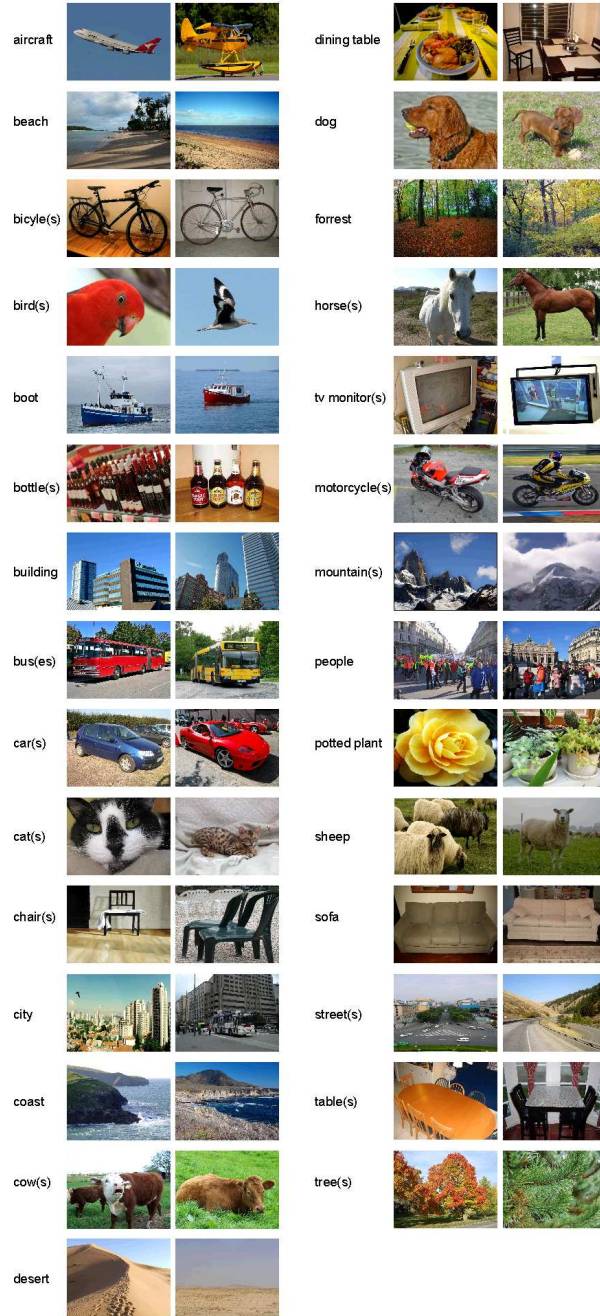 aircraft
beach
bicyle(s)
bird(s)
boot
bottle(s)
building
bus(es)
car(s)
cat(s)
chair(s)
city
coast
cow(s)
desert
dining table
dog
forrest
horse(s)
tv monitor(s)
motorcycle(s)
mountain(s)
people
potted plant
sheep
sofa
street(s)
table(s)
tree(s)